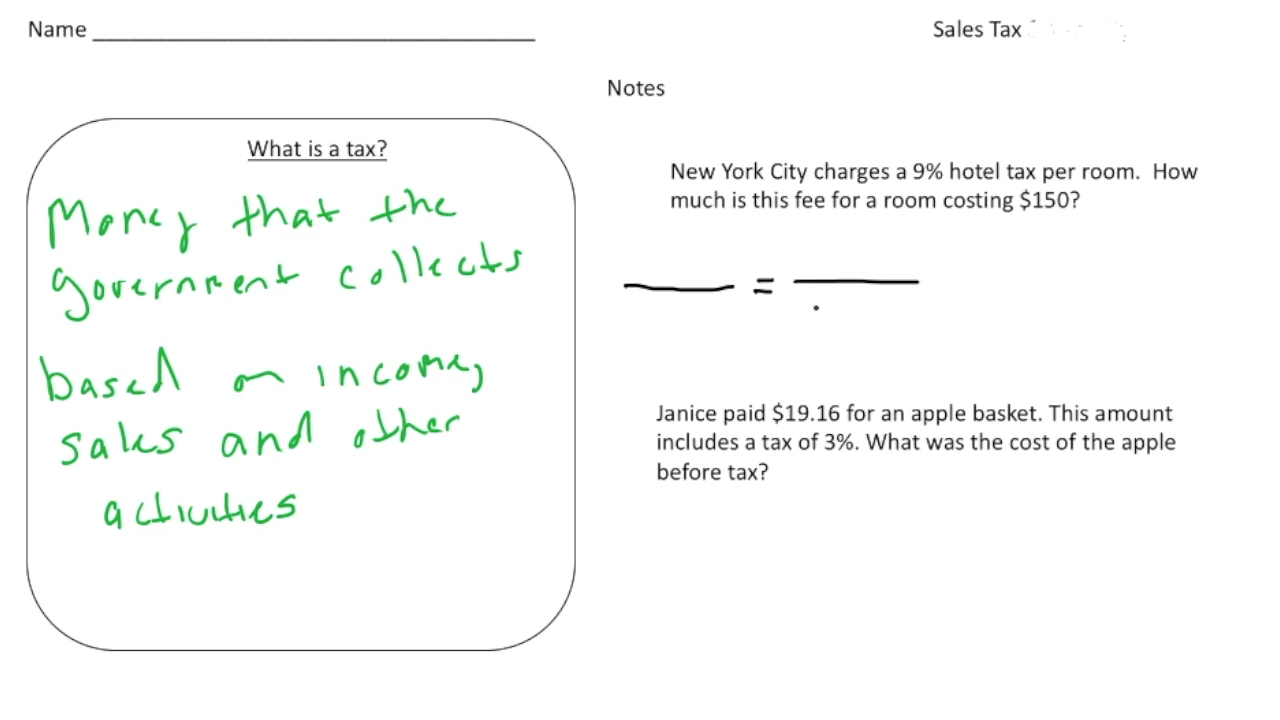 Name
Sales Tax
Notes
What is a tax?
Money that the
government collects
based on income,
sales and other
activities
New York City charges a 9% hotel tax per room. How
much is this fee for a room costing $150?
=
Janice paid $19.16 for an apple basket. This amount
includes a tax of 3%. What was the cost of the apple
before tax?